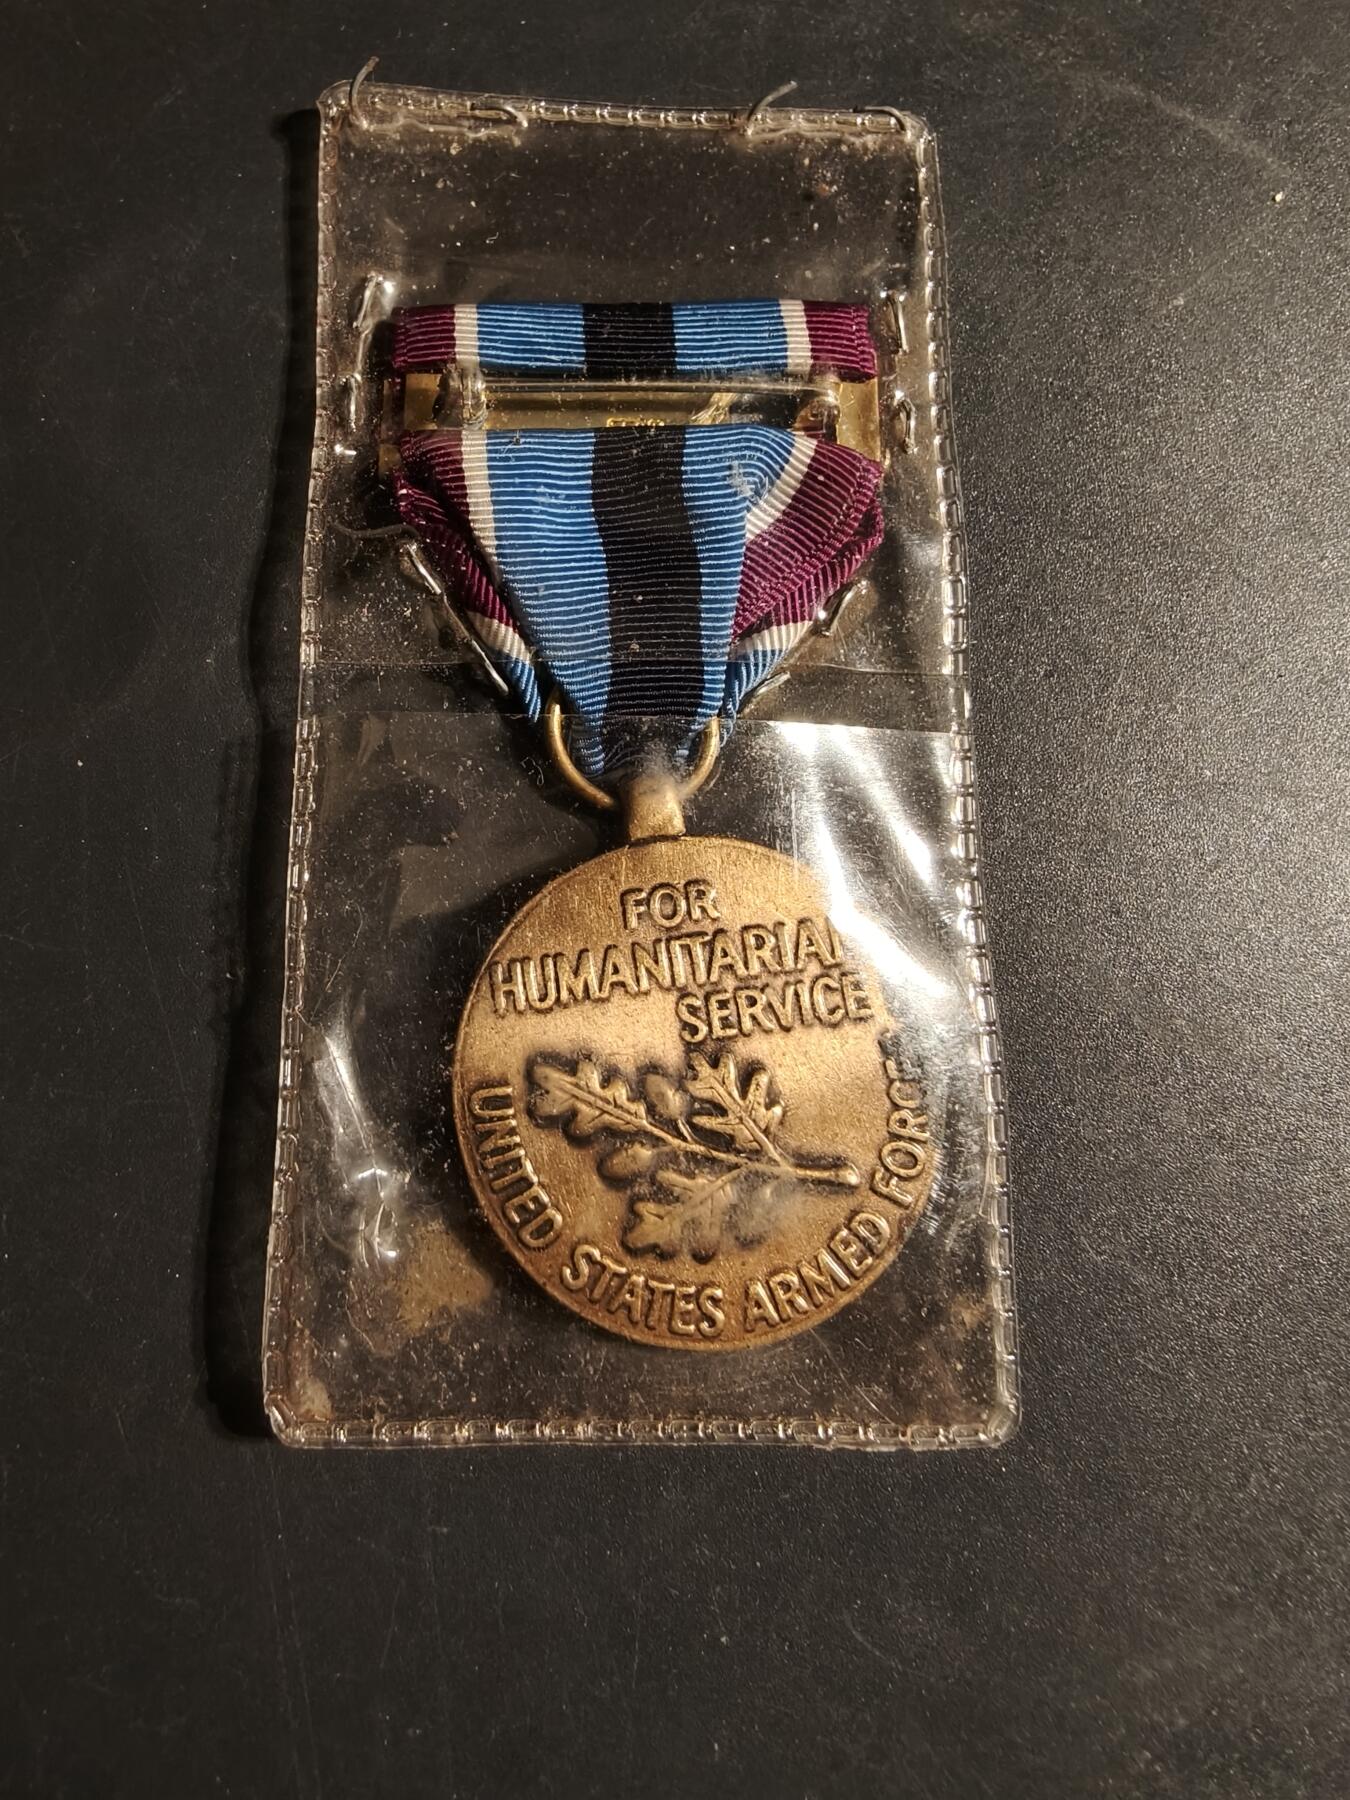 FOR
HUMANITARIAN
SERVICE
UNITED STATES ARMED FORCES